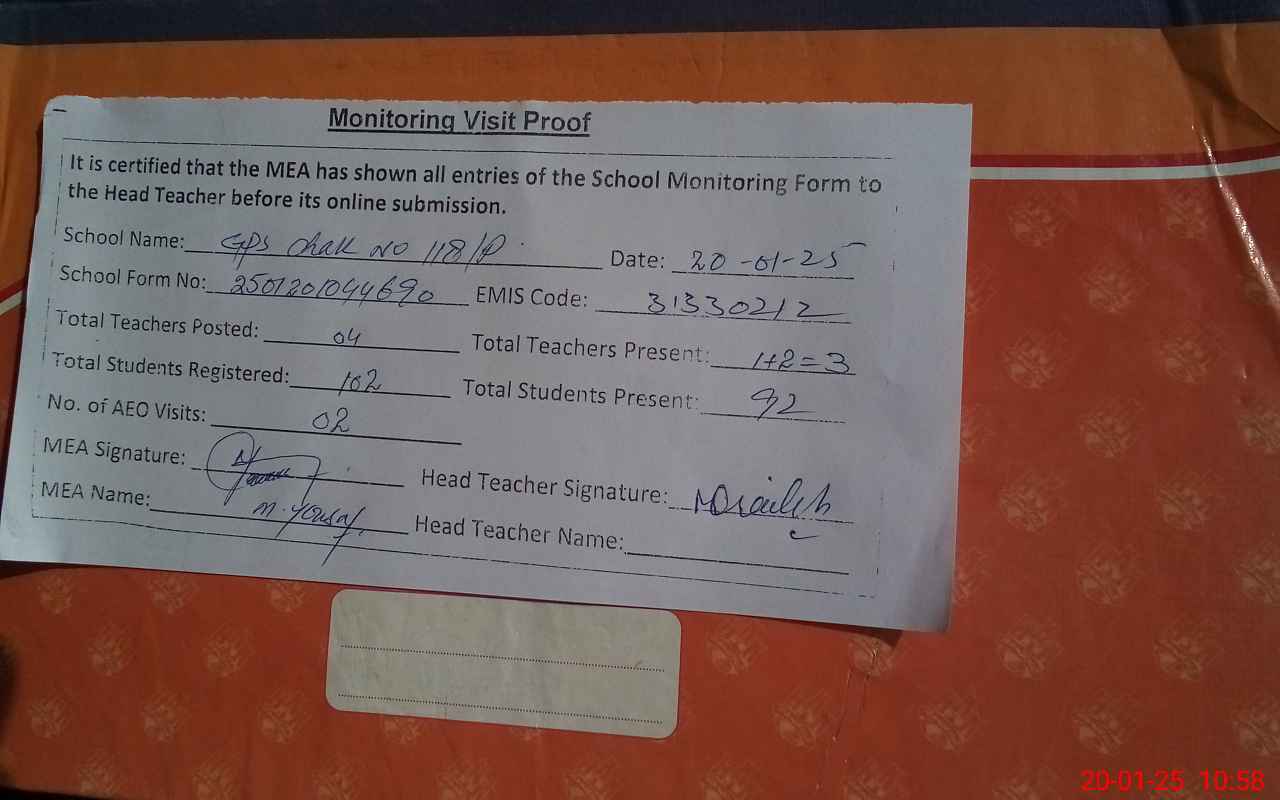 Monitoring Visit Proof
It is certified that the MEA has shown all entries of the School Monitoring Form to
the Head Teacher before its online submission.
School Name: GPS Chak No 118/P. Date: 20-01-25
School Form No: 2501201044690 EMIS Code: 31330212
Total Teachers Posted: 04 Total Teachers Present: 1+2=3
Total Students Registered: 102 Total Students Present: 92
No. of AEO Visits: 02
MEA Signature: Head Teacher Signature:
MEA Name: M. Yousaf Head Teacher Name:
20-01-25 10:58